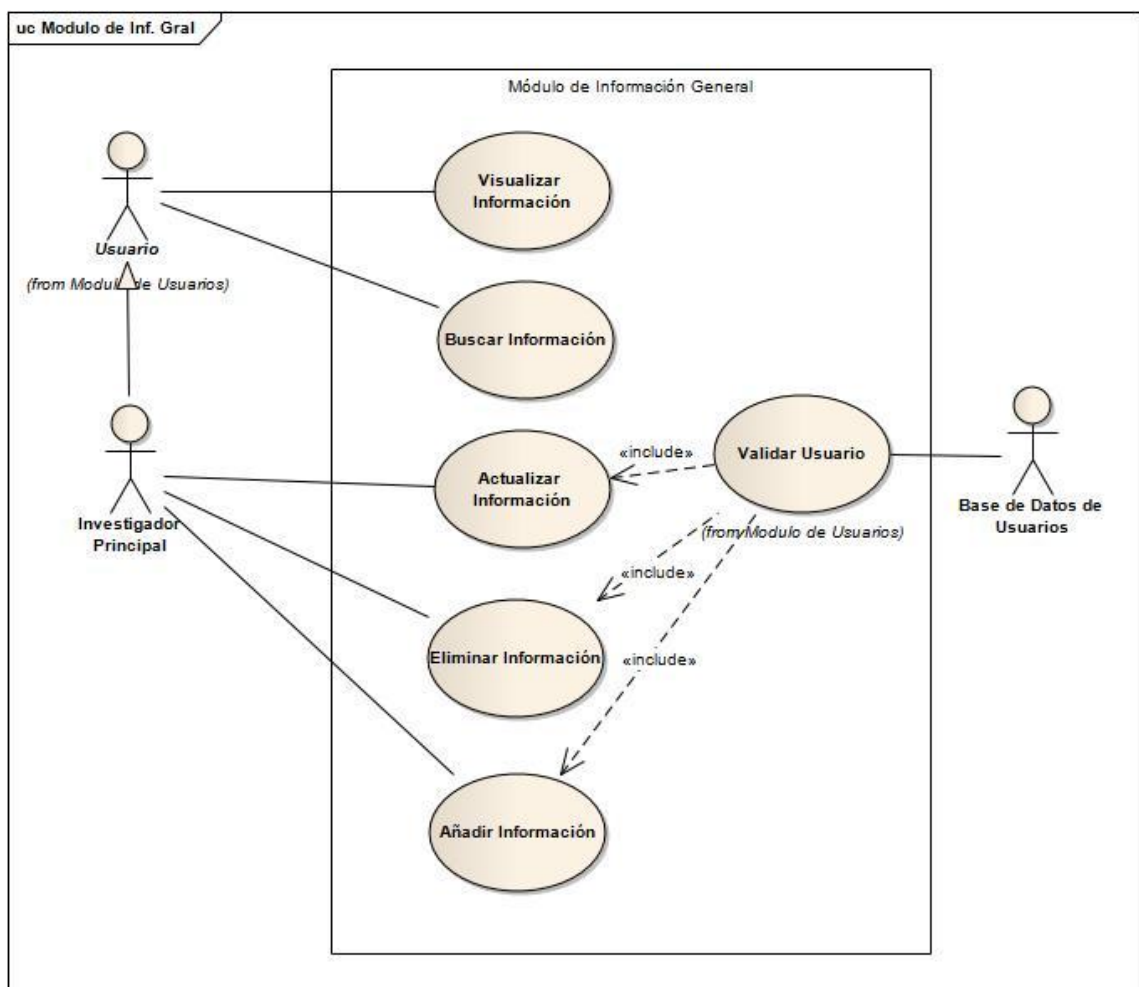 uc Modulo de Inf. Gral
Módulo de Información General
Visualizar
Información
Usuario
(from Modulo de Usuarios)
Buscar Información
Investigador
Principal
Actualizar
Información
«include»
Validar Usuario
(from Modulo de Usuarios)
Base de Datos de
Usuarios
«include»
Eliminar Información
«include»
Añadir Información